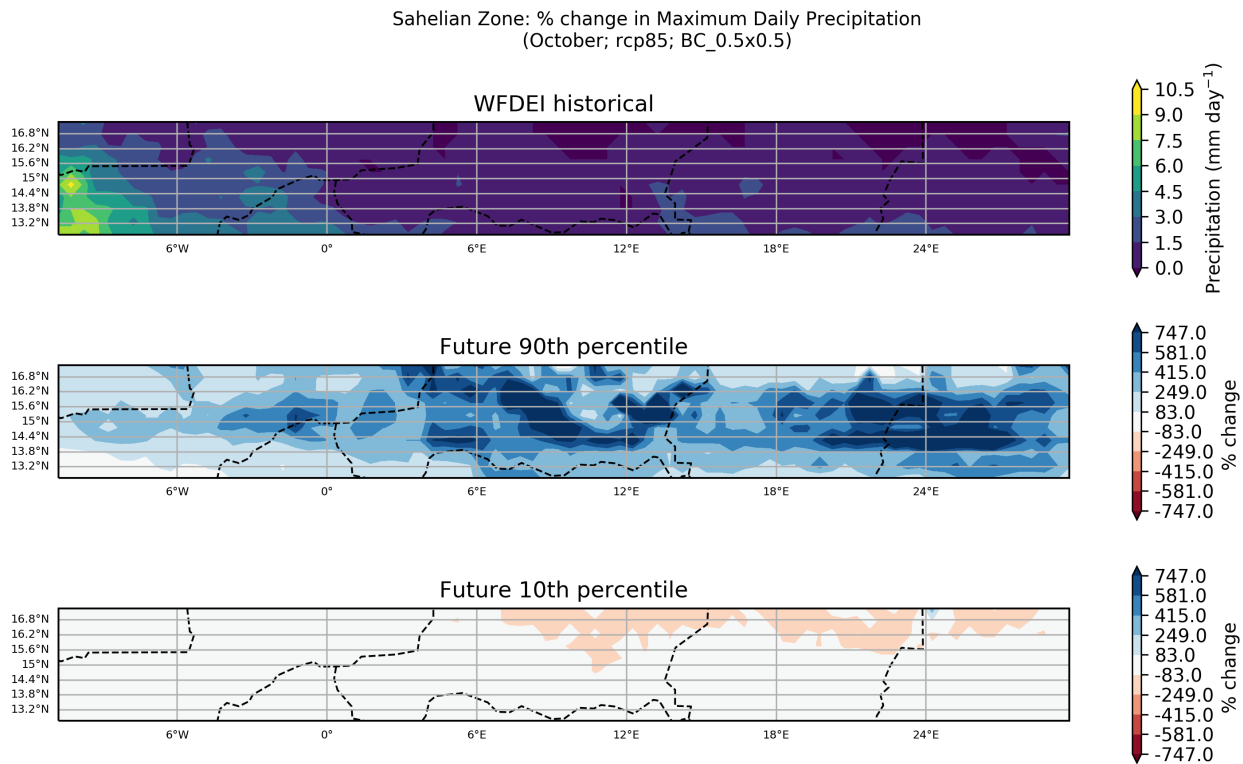 Sahelian Zone: % change in Maximum Daily Precipitation
(October; rcp85; BC_0.5x0.5)
WFDEI historical
16.8°N
16.2°N
15.6°N
15°N
14.4°N
13.8°N
13.2°N
6°W
0°
6°E
12°E
18°E
24°E
10.5
9.0
7.5
6.0
4.5
3.0
1.5
0.0
Precipitation (mm day⁻¹)
Future 90th percentile
16.8°N
16.2°N
15.6°N
15°N
14.4°N
13.8°N
13.2°N
6°W
0°
6°E
12°E
18°E
24°E
747.0
581.0
415.0
249.0
83.0
-83.0
-249.0
-415.0
-581.0
-747.0
% change
Future 10th percentile
16.8°N
16.2°N
15.6°N
15°N
14.4°N
13.8°N
13.2°N
6°W
0°
6°E
12°E
18°E
24°E
747.0
581.0
415.0
249.0
83.0
-83.0
-249.0
-415.0
-581.0
-747.0
% change